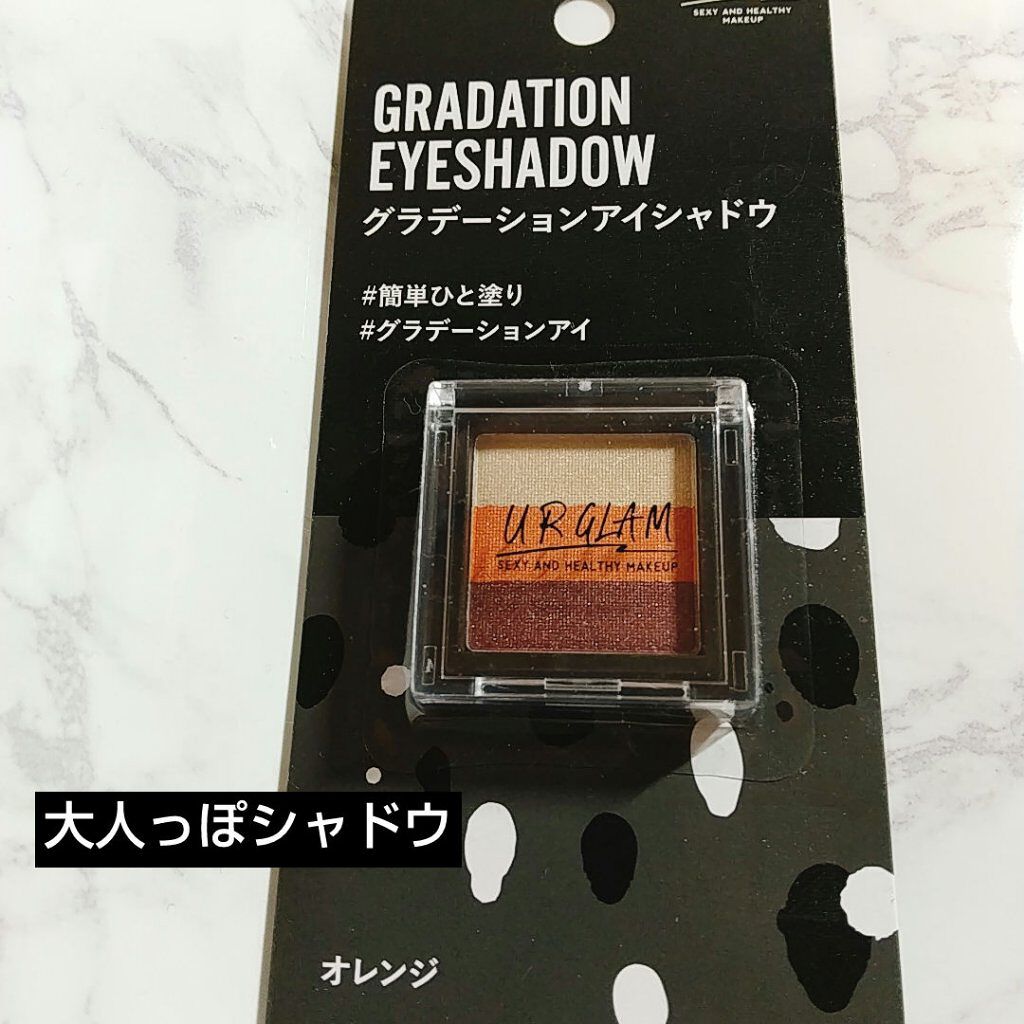 SEXY AND HEALTHY
MAKEUP
GRADATION
EYESHADOW
グラデーションアイシャドウ
#簡単ひと塗り
#グラデーションアイ
UR GLAM
SEXY AND HEALTHY MAKEUP
大人っぽシャドウ
オレンジ